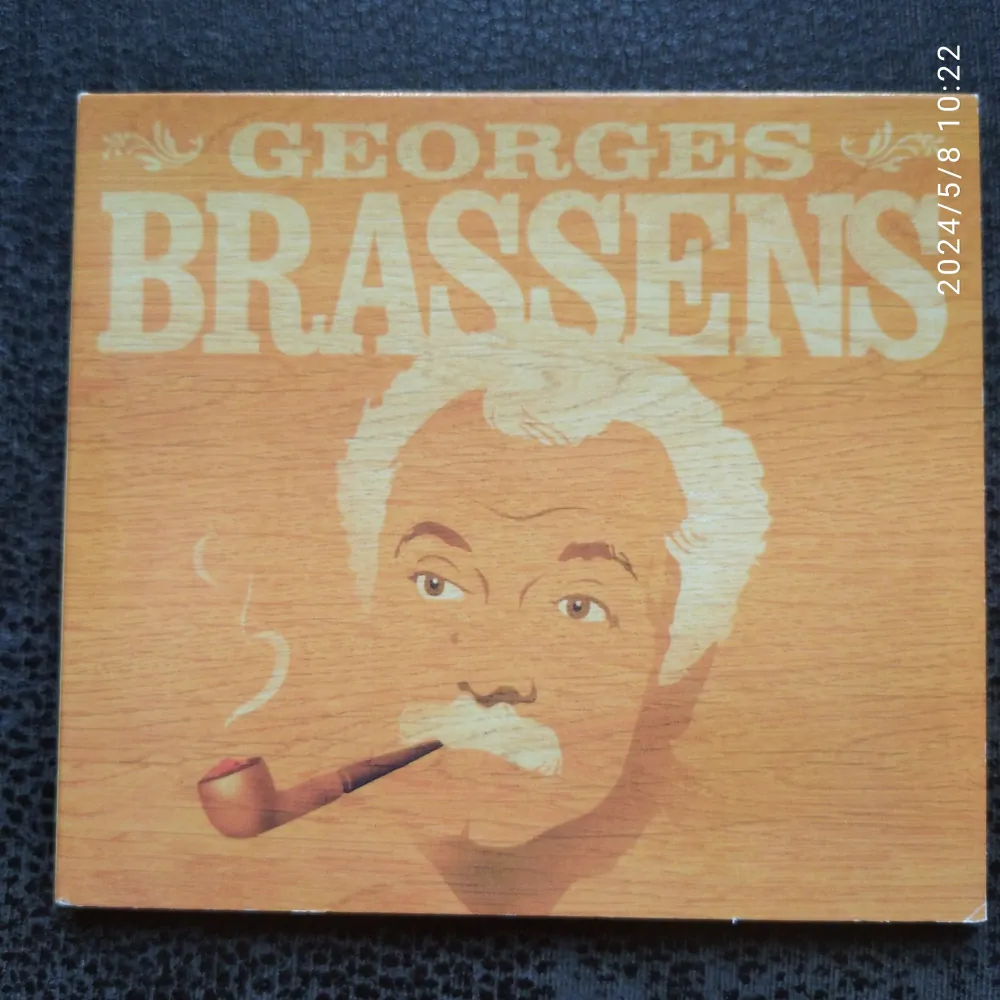 GEORGES
BRASSENS
2024/5/8 10:22